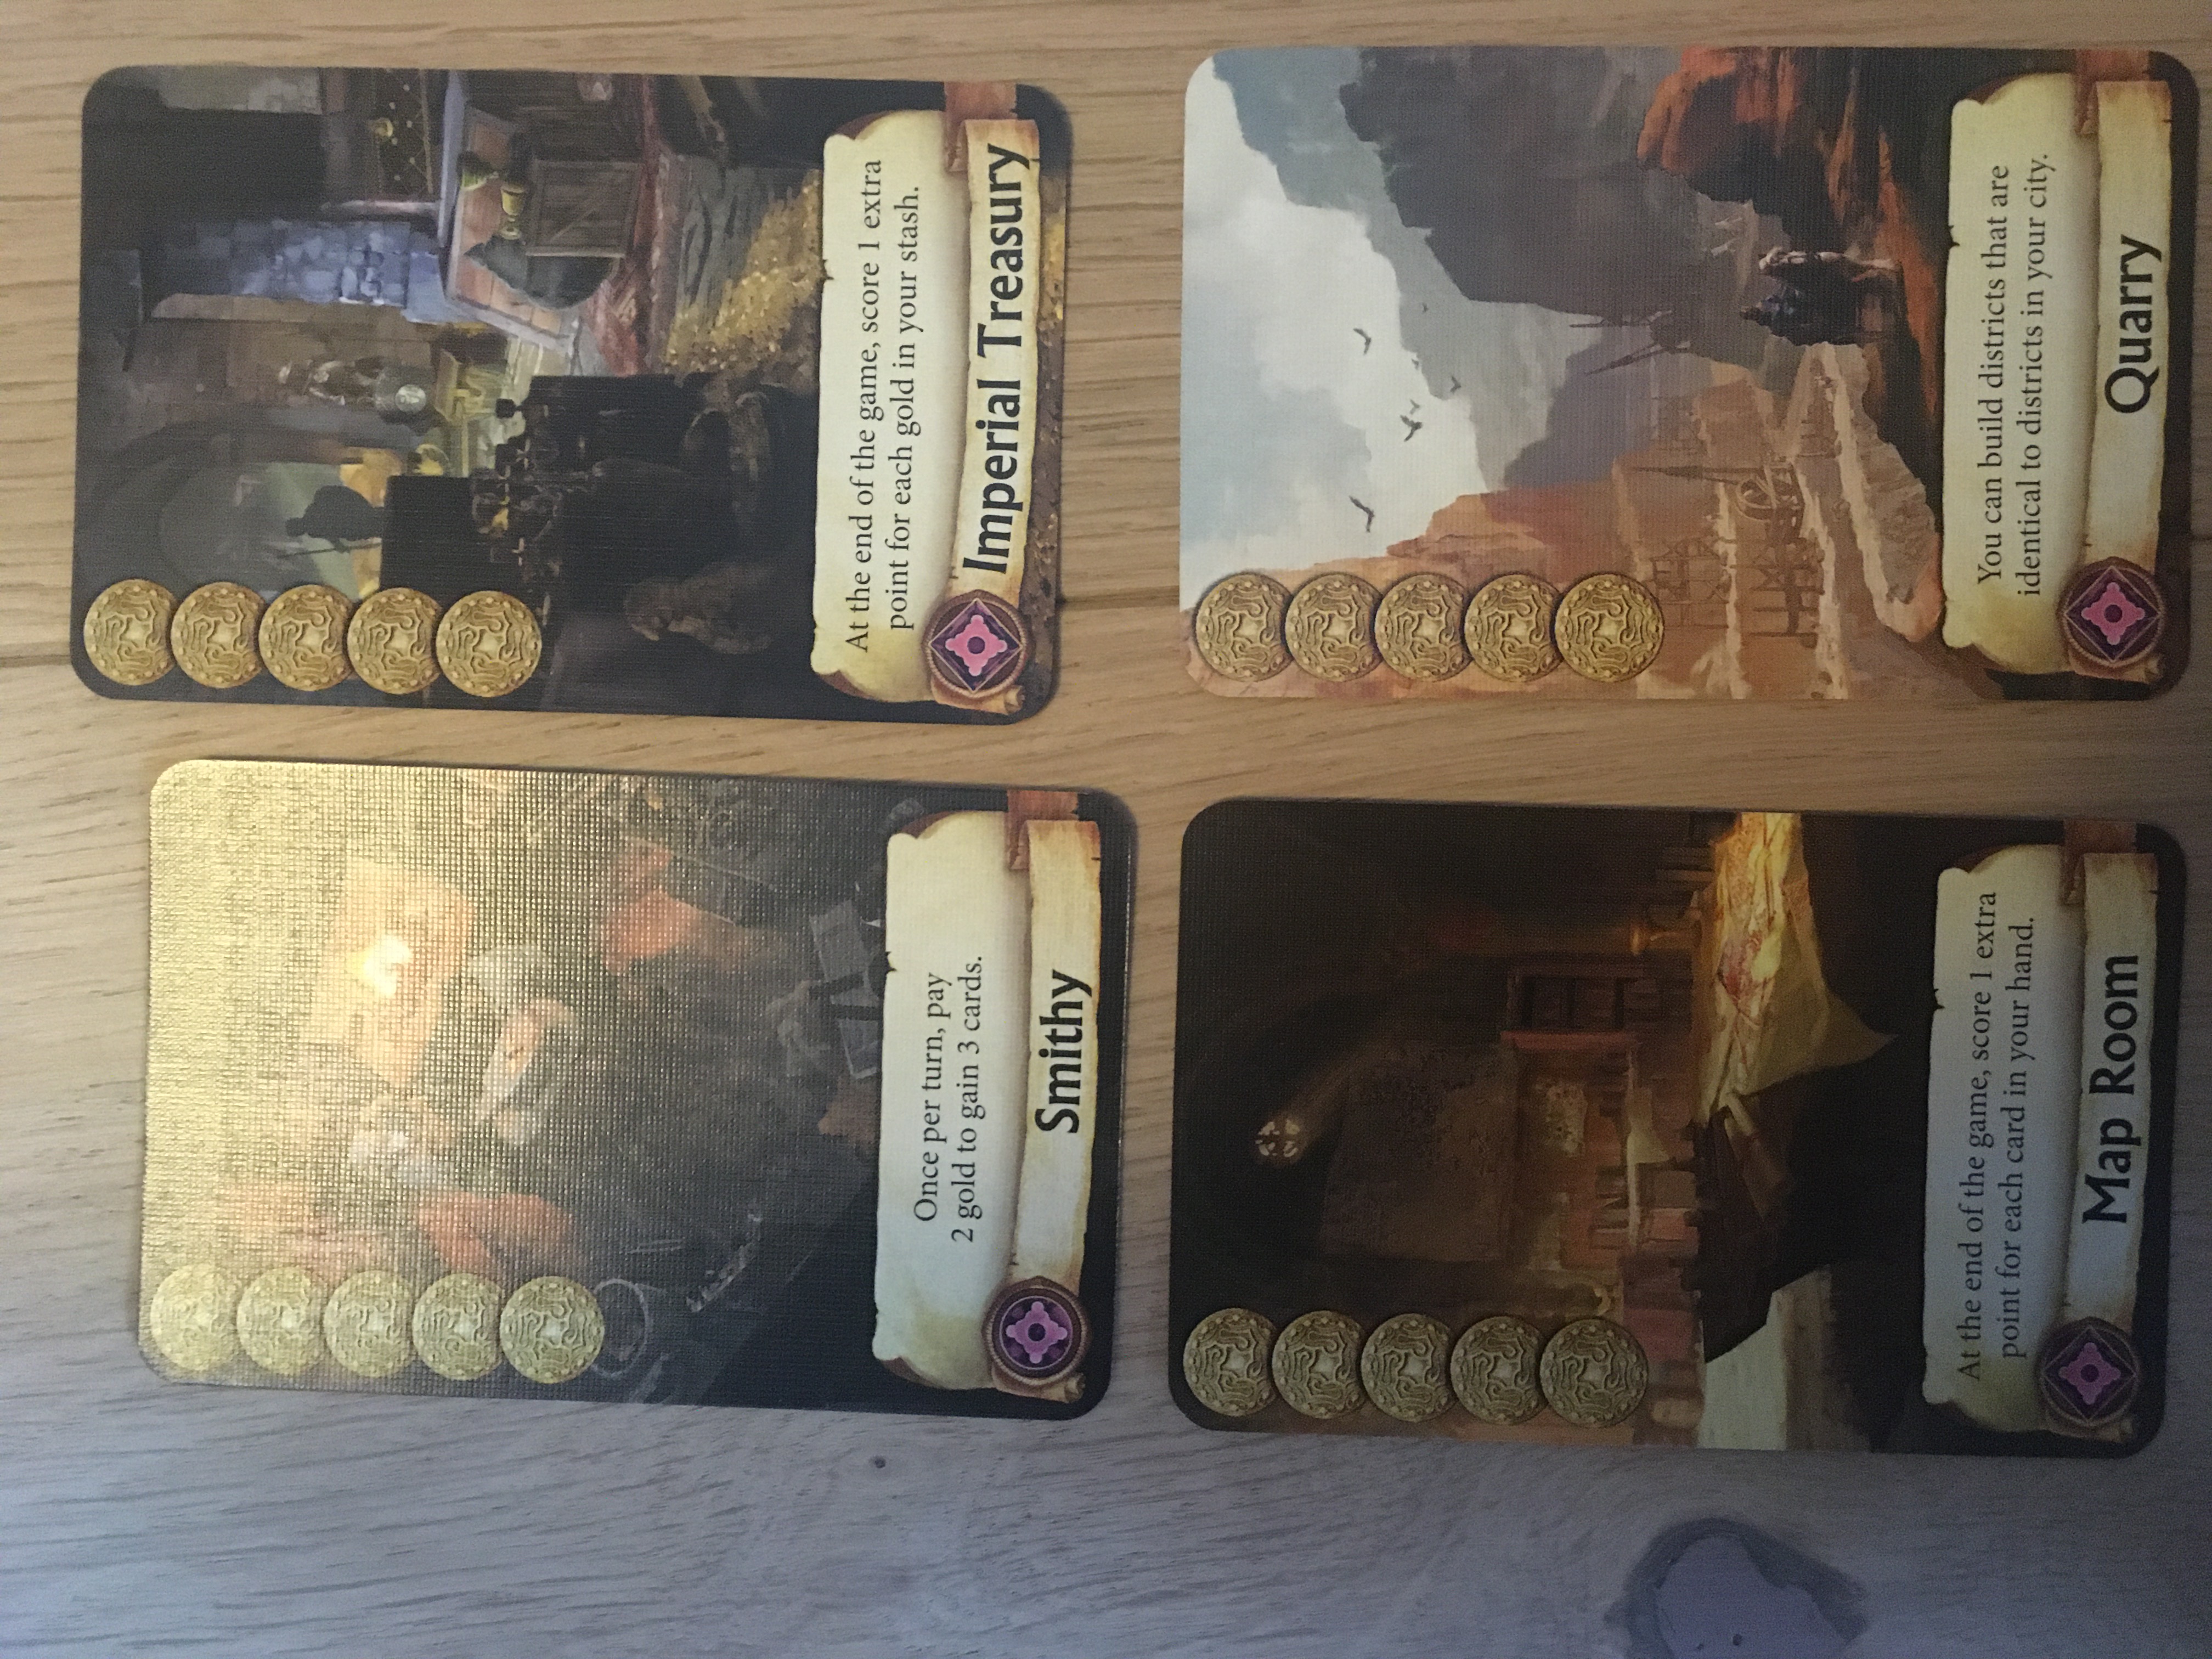 Once per turn, pay
2 gold to gain 3 cards.
Smithy
At the end of the game, score 1 extra
point for each gold in your stash.
Imperial Treasury
At the end of the game, score 1 extra
point for each card in your hand.
Map Room
You can build districts that are
identical to districts in your city.
Quarry